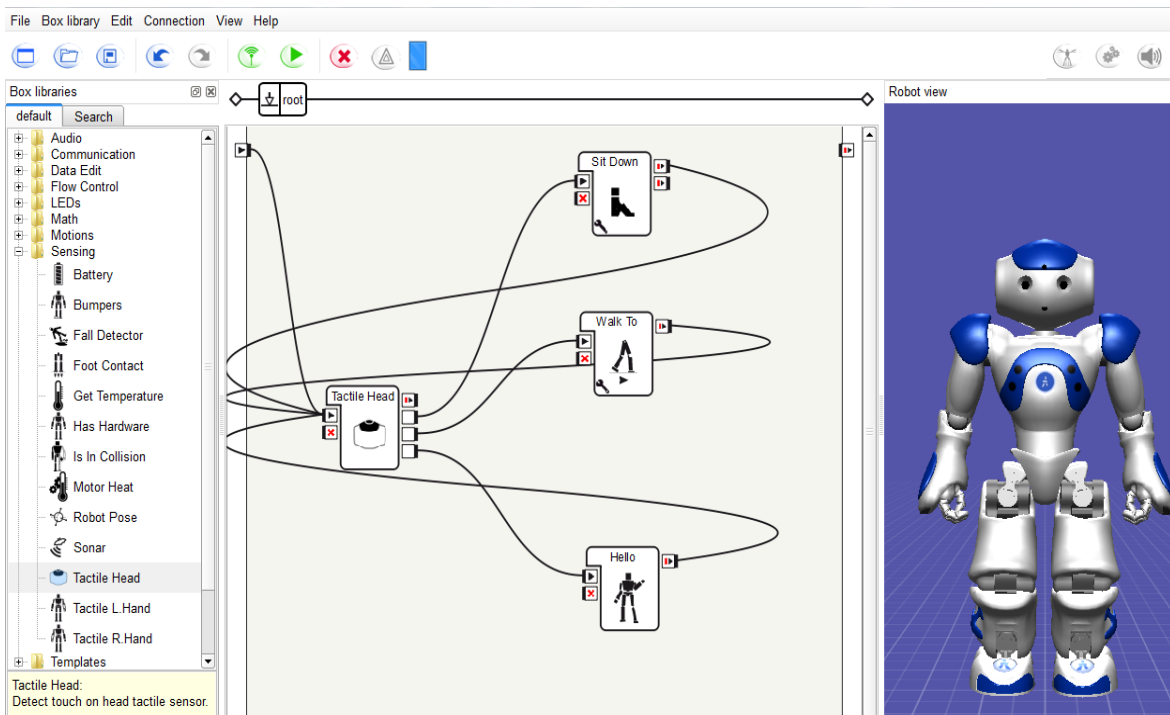 File Box library Edit Connection View Help
Box libraries
default Search
Audio
Communication
Data Edit
Flow Control
LEDs
Math
Motions
Sensing
Battery
Bumpers
Fall Detector
Foot Contact
Get Temperature
Has Hardware
Is In Collision
Motor Heat
Robot Pose
Sonar
Tactile Head
Tactile L.Hand
Tactile R.Hand
Templates
Tactile Head:
Detect touch on head tactile sensor.
root
Sit Down
Walk To
Tactile Head
Hello
Robot view